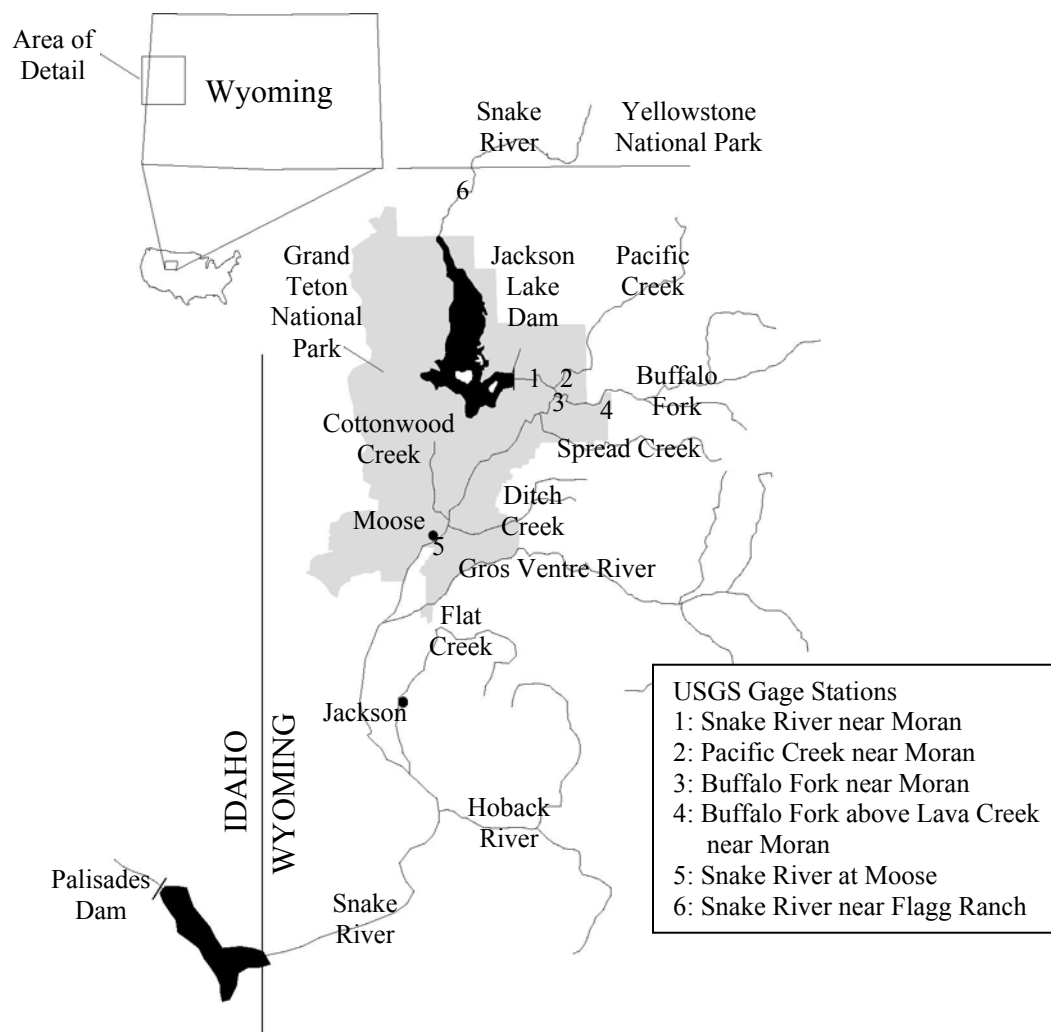 Area of
Detail
Wyoming
Snake
River
Yellowstone
National Park
6
Grand
Teton
National
Park
Jackson
Lake
Dam
Pacific
Creek
1
2
3
4
Buffalo
Fork
Cottonwood
Creek
Spread Creek
Ditch
Creek
Moose
5
Gros Ventre River
Flat
Creek
Jackson
IDAHO
WYOMING
Hoback
River
Palisades
Dam
Snake
River
USGS Gage Stations
1: Snake River near Moran
2: Pacific Creek near Moran
3: Buffalo Fork near Moran
4: Buffalo Fork above Lava Creek
near Moran
5: Snake River at Moose
6: Snake River near Flagg Ranch